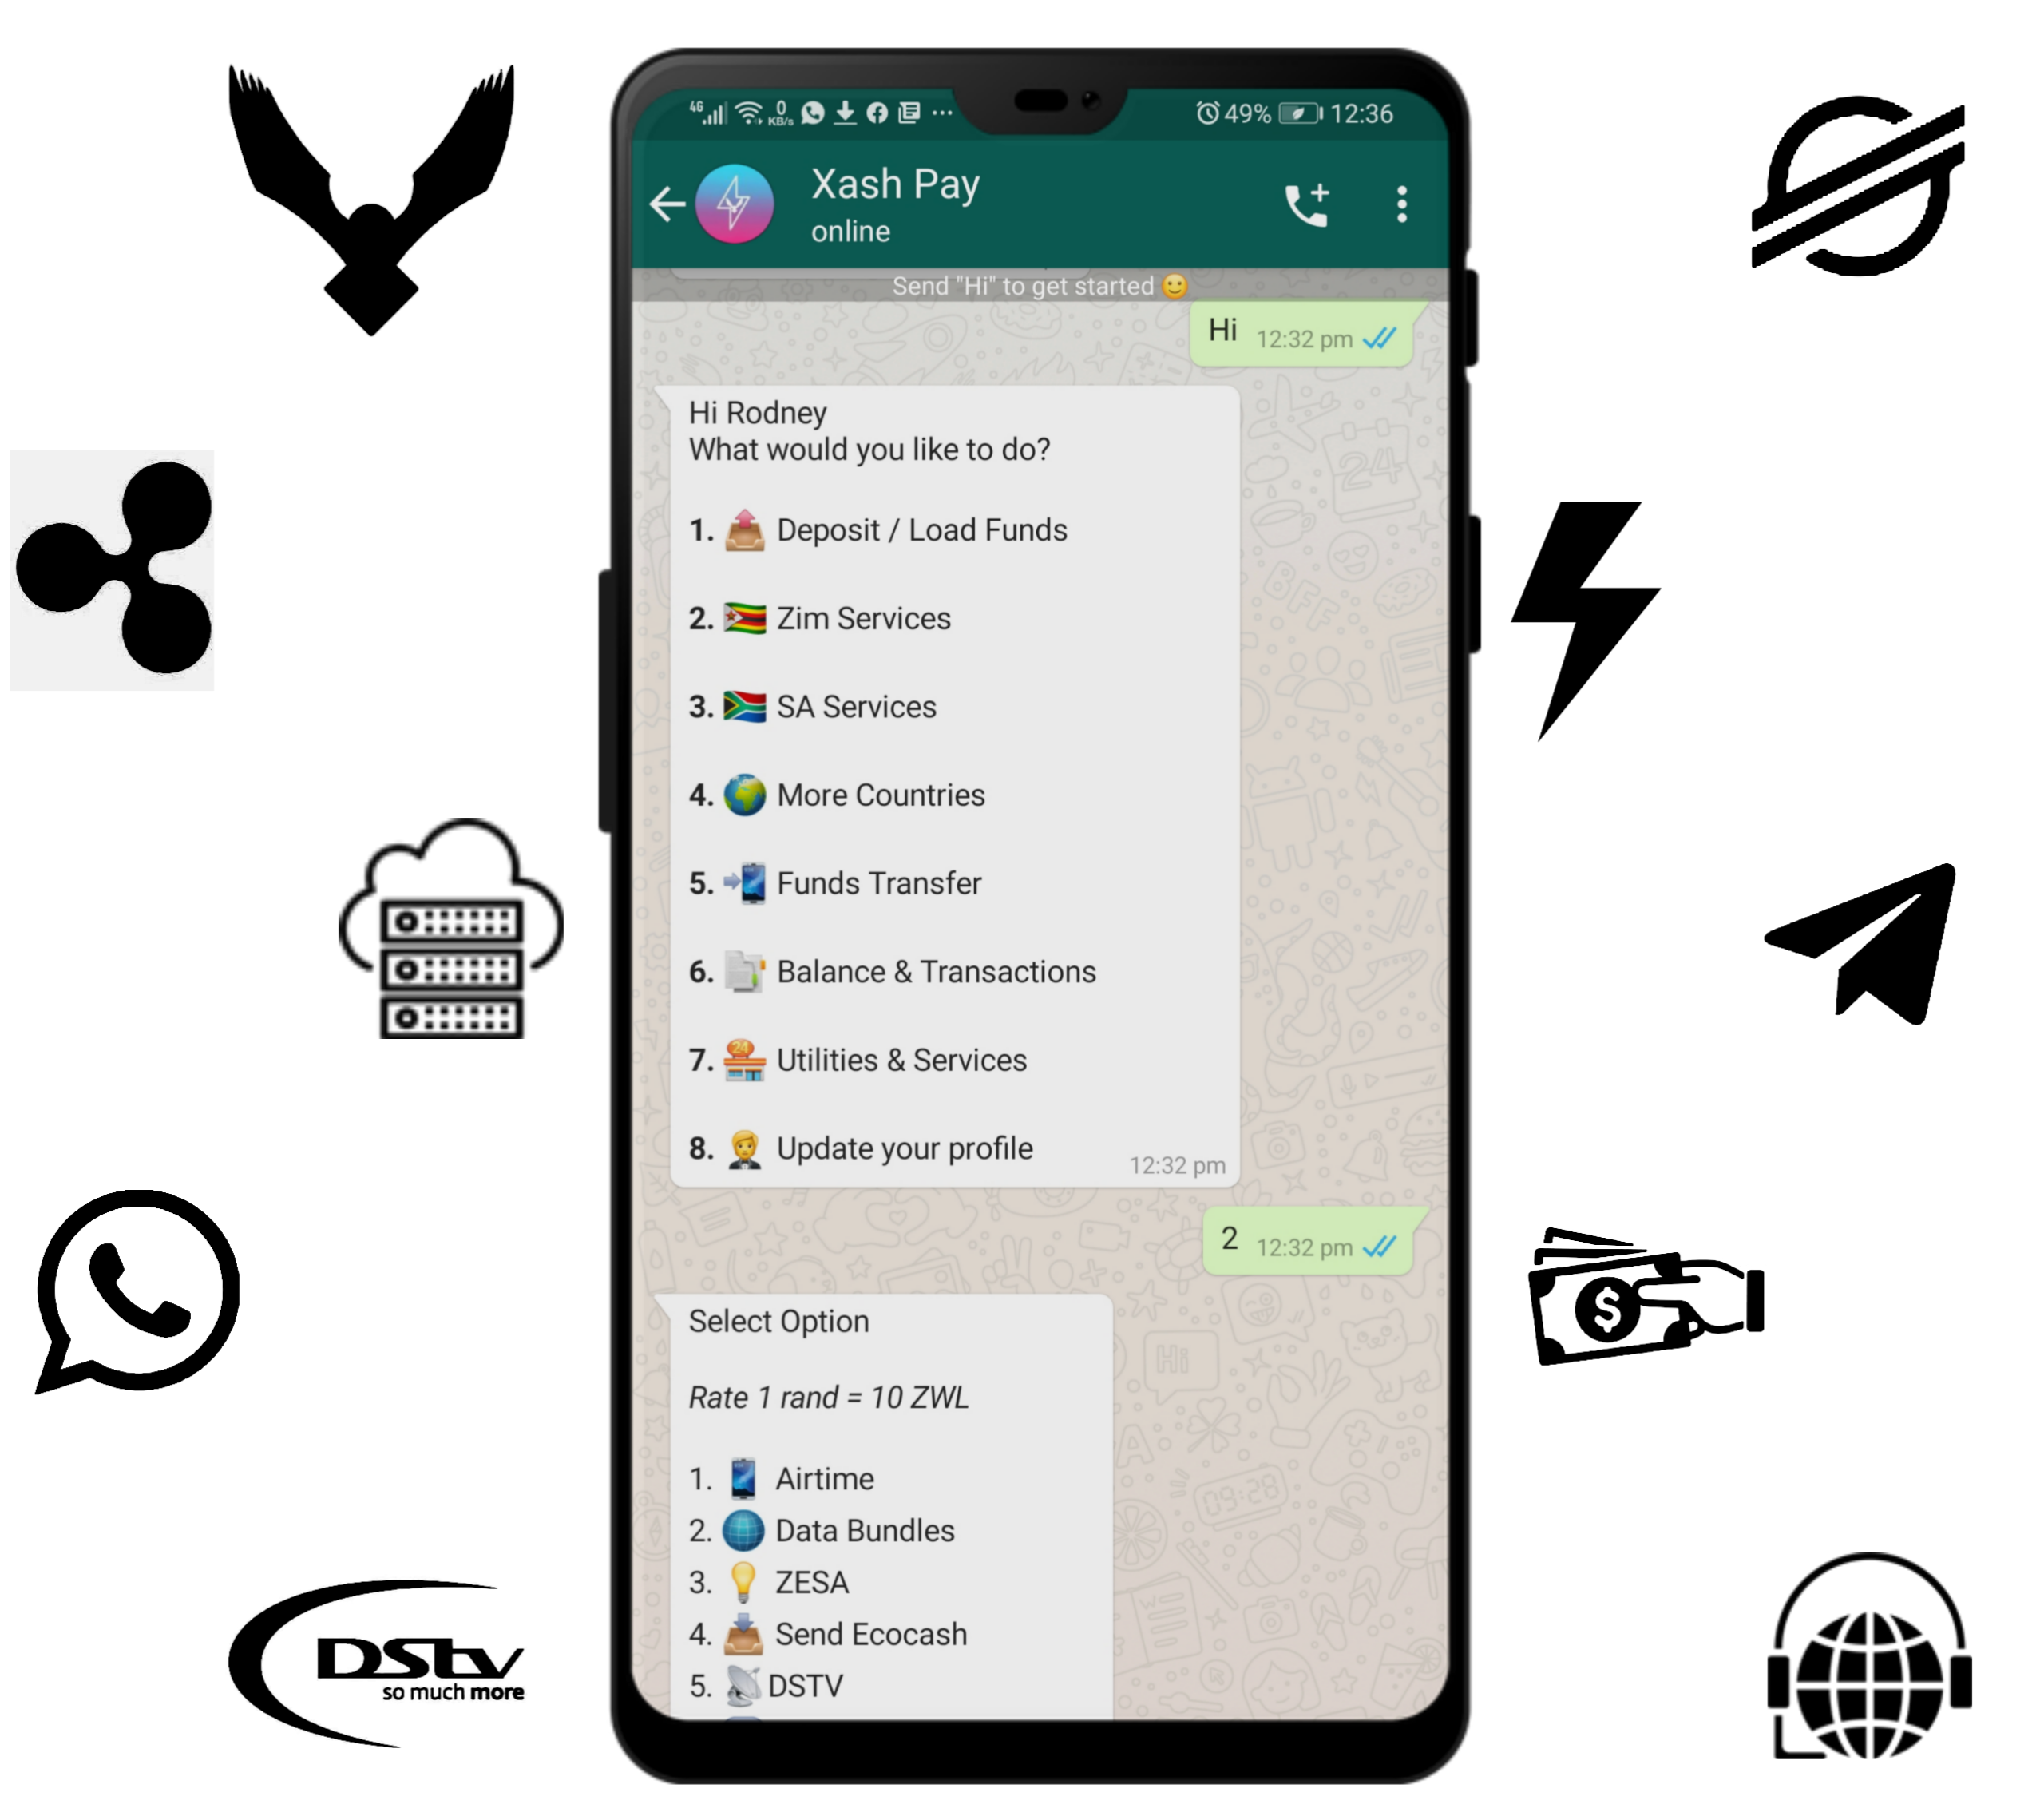 4G 0 KB/s ... 49% 12:36
Xash Pay
online
Send "Hi" to get started
Hi 12:32 pm
Hi Rodney
What would you like to do?
1. Deposit / Load Funds
2. Zim Services
3. SA Services
4. More Countries
5. Funds Transfer
6. Balance & Transactions
7. Utilities & Services
8. Update your profile
12:32 pm
2 12:32 pm
Select Option
Rate 1 rand = 10 ZWL
1. Airtime
2. Data Bundles
3. ZESA
4. Send Ecocash
5. DSTV
$
DStv
so much more